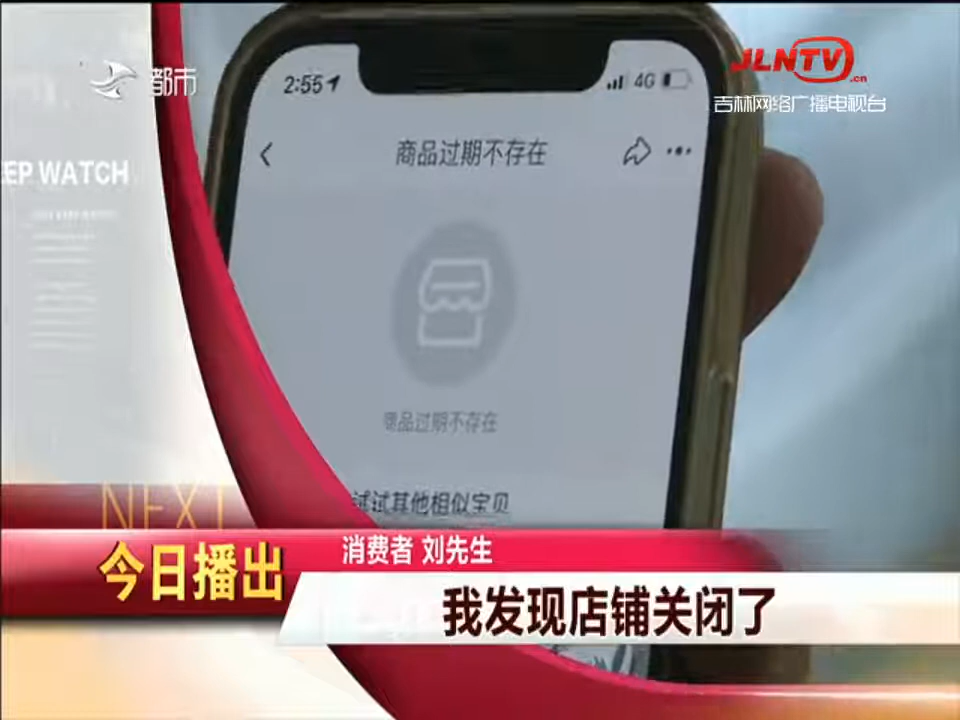 都市
JLNTV.cn
吉林网络广播电视台
EEP WATCH
2:55
4G
商品过期不存在
商品过期不存在
试试其他相似宝贝
NEXT
今日播出
消费者 刘先生
我发现店铺关闭了